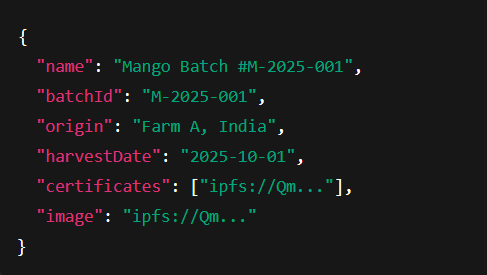 {
  "name": "Mango Batch #M-2025-001",
  "batchId": "M-2025-001",
  "origin": "Farm A, India",
  "harvestDate": "2025-10-01",
  "certificates": ["ipfs://Qm..."],
  "image": "ipfs://Qm..."
}